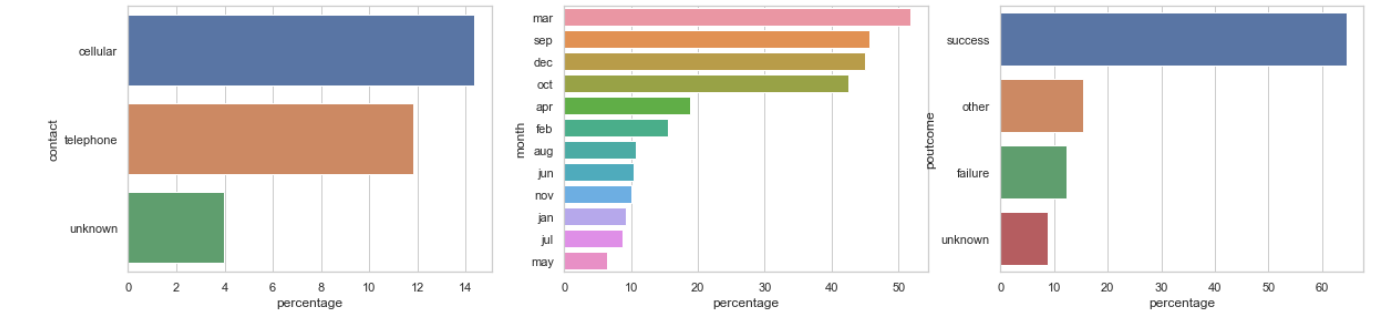 contact
cellular
telephone
unknown
0 2 4 6 8 10 12 14
percentage
month
mar
sep
dec
oct
apr
feb
aug
jun
nov
jan
jul
may
0 10 20 30 40 50
percentage
poutcome
success
other
failure
unknown
0 10 20 30 40 50 60
percentage